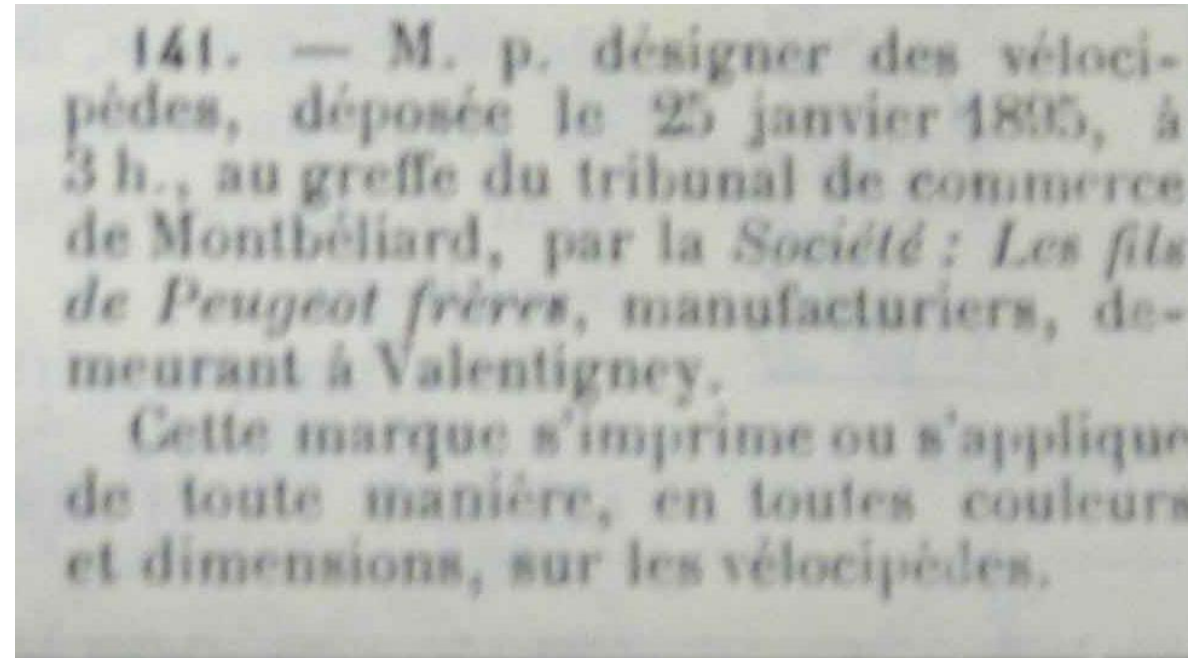 141. — M. p. désigner des véloci-
pèdes, déposée le 25 janvier 1895, à
3 h., au greffe du tribunal de commerce
de Montbéliard, par la Société : Les fils
de Peugeot frères, manufacturiers, de-
meurant à Valentigney.
Cette marque s'imprime ou s'applique
de toute manière, en toutes couleurs
et dimensions, sur les vélocipèdes.